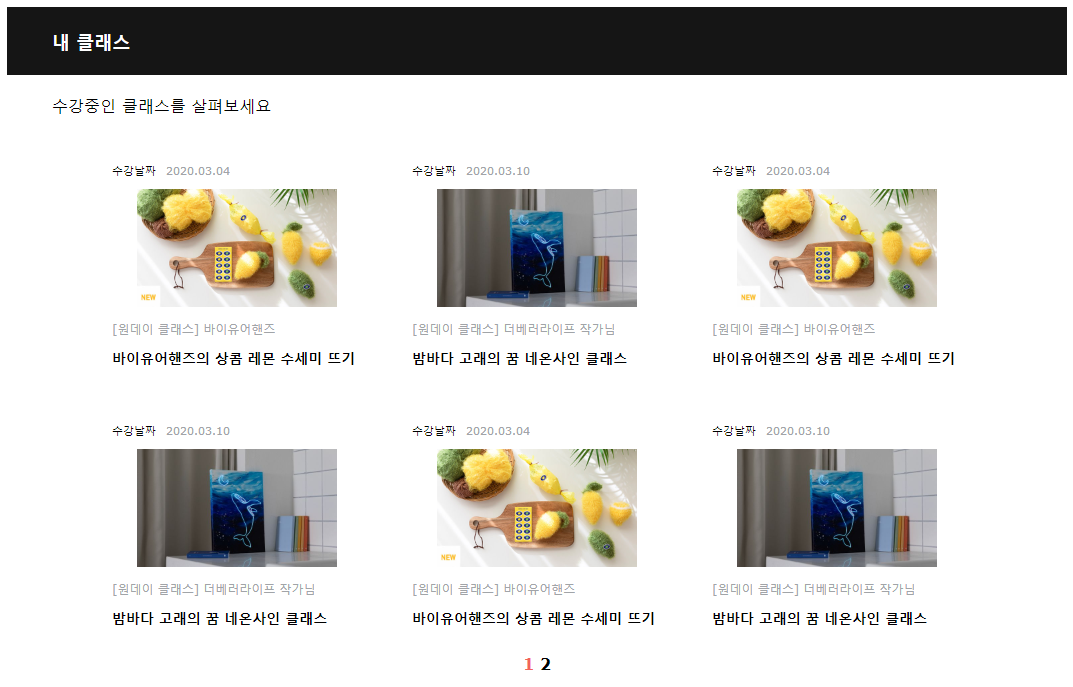 내 클래스
수강중인 클래스를 살펴보세요
수강날짜 2020.03.04
NEW
[원데이 클래스] 바이유어핸즈
바이유어핸즈의 상콤 레몬 수세미 뜨기
수강날짜 2020.03.10
[원데이 클래스] 더베러라이프 작가님
밤바다 고래의 꿈 네온사인 클래스
수강날짜 2020.03.04
NEW
[원데이 클래스] 바이유어핸즈
바이유어핸즈의 상콤 레몬 수세미 뜨기
수강날짜 2020.03.10
[원데이 클래스] 더베러라이프 작가님
밤바다 고래의 꿈 네온사인 클래스
수강날짜 2020.03.04
NEW
[원데이 클래스] 바이유어핸즈
바이유어핸즈의 상콤 레몬 수세미 뜨기
수강날짜 2020.03.10
[원데이 클래스] 더베러라이프 작가님
밤바다 고래의 꿈 네온사인 클래스
1 2